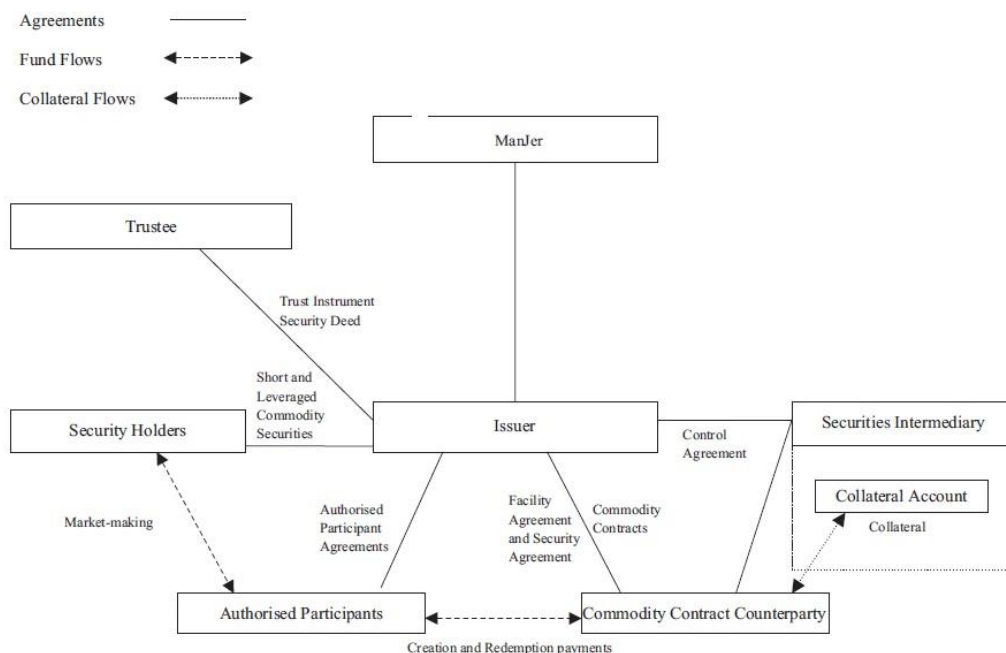 Agreements
Fund Flows
Collateral Flows
ManJer
Trustee
Trust Instrument
Security Deed
Short and
Leveraged
Commodity
Securities
Security Holders
Issuer
Securities Intermediary
Control
Agreement
Collateral Account
Collateral
Market-making
Authorised
Participant
Agreements
Facility
Agreement
and Security
Agreement
Commodity
Contracts
Authorised Participants
Commodity Contract Counterparty
Creation and Redemption payments